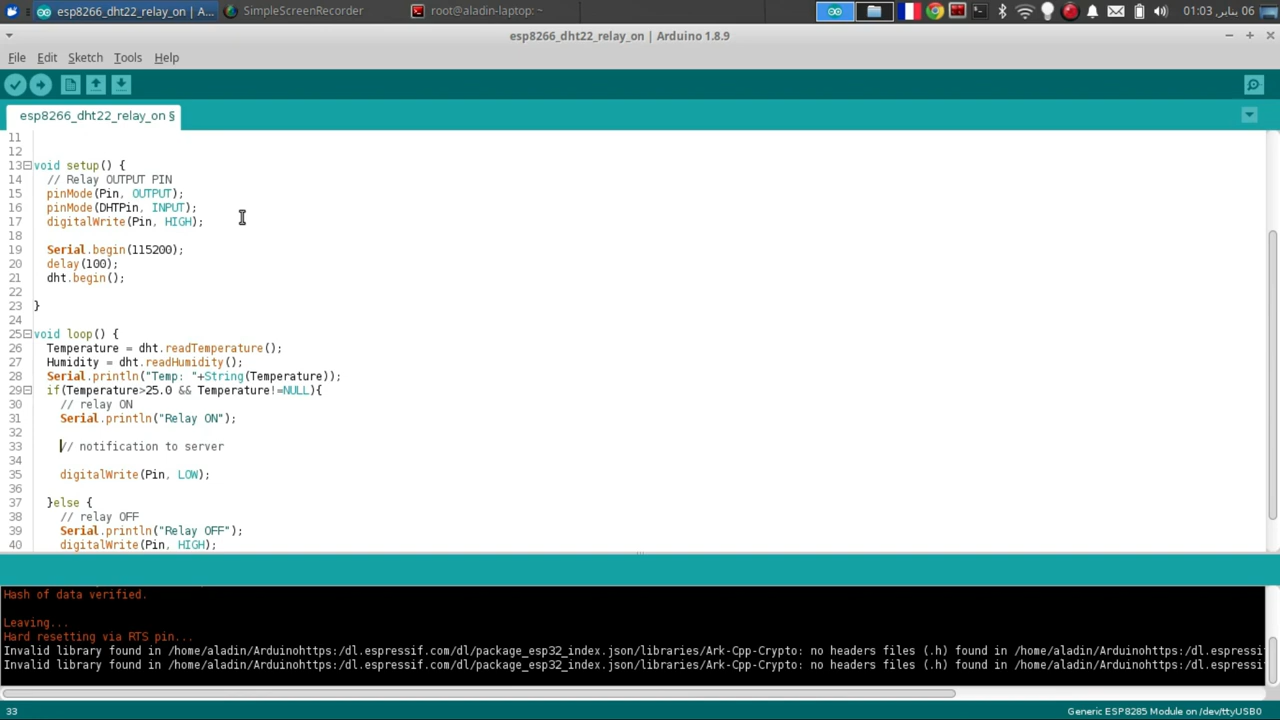 esp8266_dht22_relay_on | A...
SimpleScreenRecorder
root@aladin-laptop: ~
06 يناير, 01:03
esp8266_dht22_relay_on | Arduino 1.8.9
File Edit Sketch Tools Help
esp8266_dht22_relay_on §
11
12
13 void setup() {
14 // Relay OUTPUT PIN
15 pinMode(Pin, OUTPUT);
16 pinMode(DHTPin, INPUT);
17 digitalWrite(Pin, HIGH);
18
19 Serial.begin(115200);
20 delay(100);
21 dht.begin();
22
23 }
24
25 void loop() {
26 Temperature = dht.readTemperature();
27 Humidity = dht.readHumidity();
28 Serial.println("Temp: "+String(Temperature));
29 if(Temperature>25.0 && Temperature!=NULL){
30 // relay ON
31 Serial.println("Relay ON");
32
33 // notification to server
34
35 digitalWrite(Pin, LOW);
36
37 }else {
38 // relay OFF
39 Serial.println("Relay OFF");
40 digitalWrite(Pin, HIGH);
Hash of data verified.
Leaving...
Hard resetting via RTS pin...
Invalid library found in /home/aladin/Arduinohttps:/dl.espressif.com/dl/package_esp32_index.json/libraries/Ark-Cpp-Crypto: no headers files (.h) found in /home/aladin/Arduinohttps:/dl.espressi
Invalid library found in /home/aladin/Arduinohttps:/dl.espressif.com/dl/package_esp32_index.json/libraries/Ark-Cpp-Crypto: no headers files (.h) found in /home/aladin/Arduinohttps:/dl.espressi
33
Generic ESP8285 Module on /dev/ttyUSB0